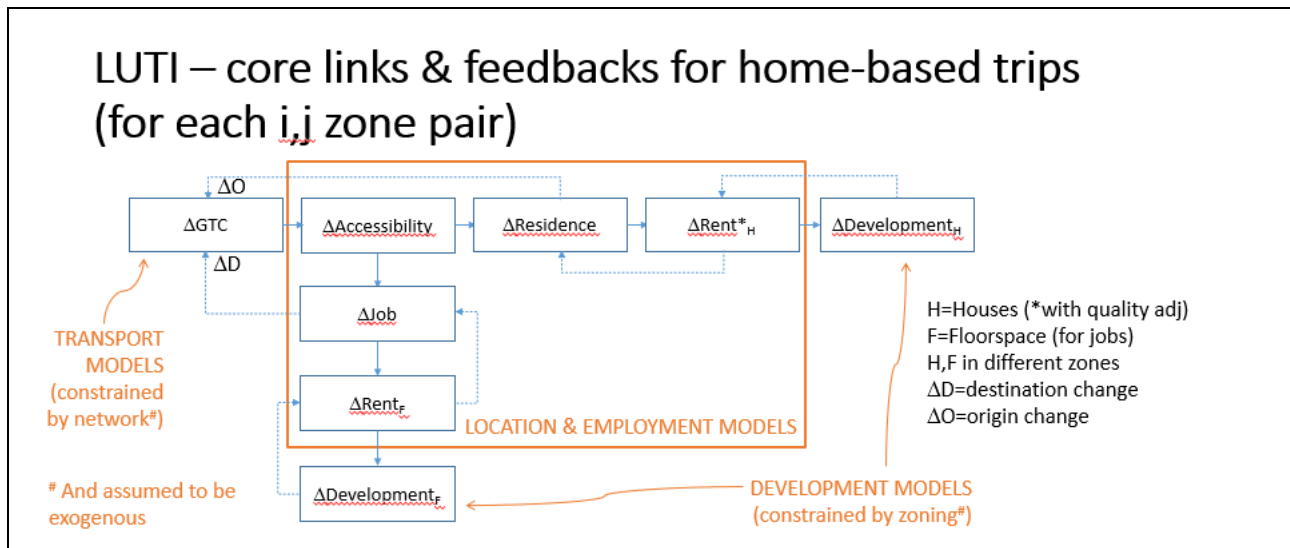 LUTI – core links & feedbacks for home-based trips
(for each i,j zone pair)
ΔO
ΔGTC
ΔAccessibility
ΔResidence
ΔRent*H
ΔDevelopmentH
ΔD
ΔJob
ΔRentF
ΔDevelopmentF
LOCATION & EMPLOYMENT MODELS
TRANSPORT
MODELS
(constrained
by network#)
# And assumed to be
exogenous
DEVELOPMENT MODELS
(constrained by zoning#)
H=Houses (*with quality adj)
F=Floorspace (for jobs)
H,F in different zones
ΔD=destination change
ΔO=origin change